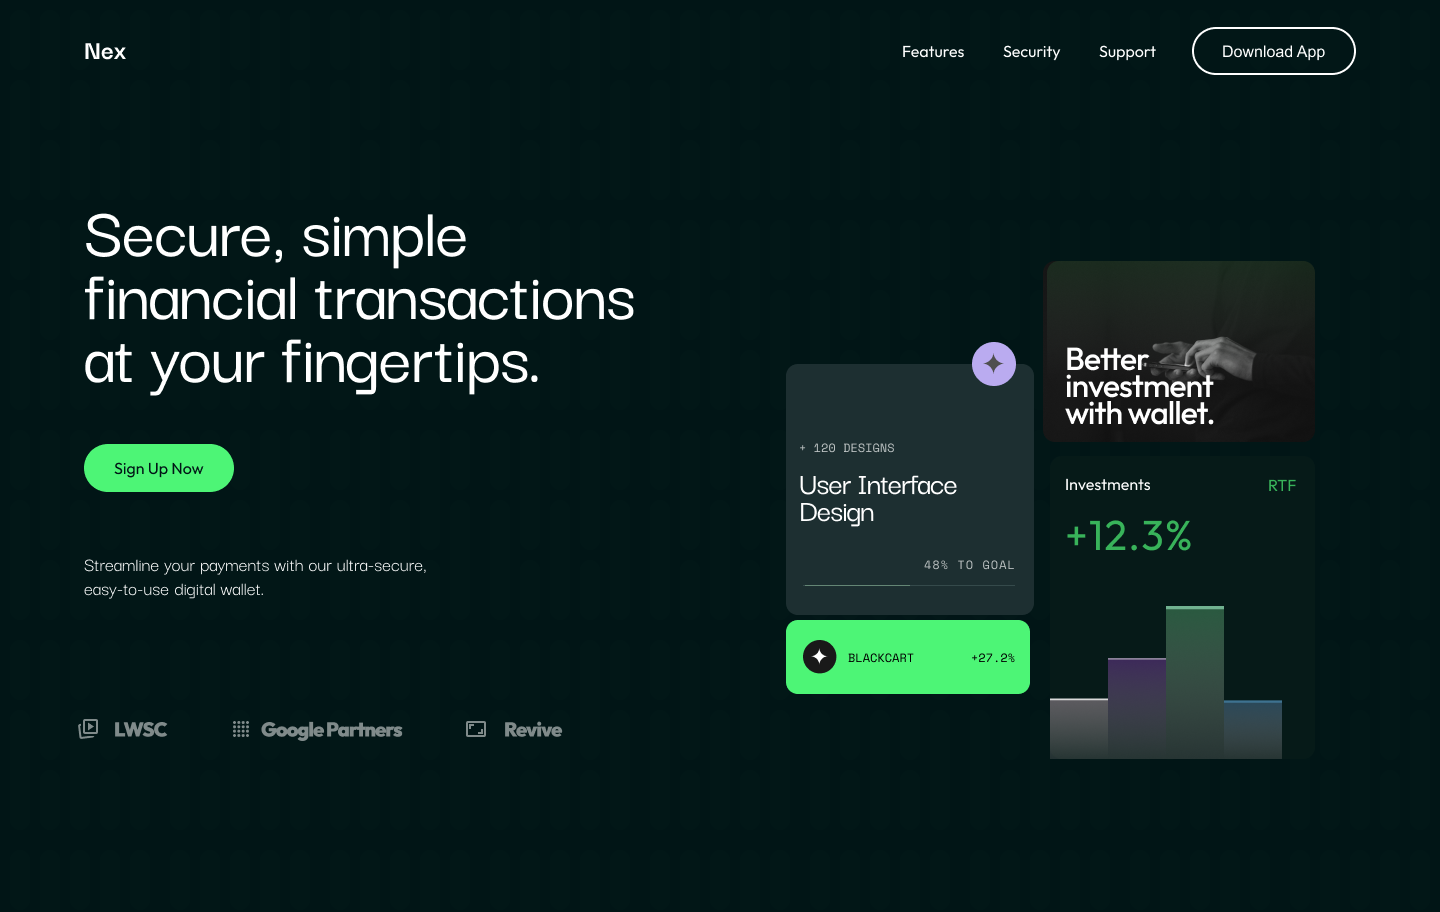 Nex
Features
Security
Support
Download App
Secure, simple
financial transactions
at your fingertips.
Sign Up Now
Streamline your payments with our ultra-secure,
easy-to-use digital wallet.
LWSC
Google Partners
Revive
+ 120 DESIGNS
User Interface
Design
48% TO GOAL
BLACKCART
+27.2%
Better
investment
with wallet.
Investments
RTF
+12.3%